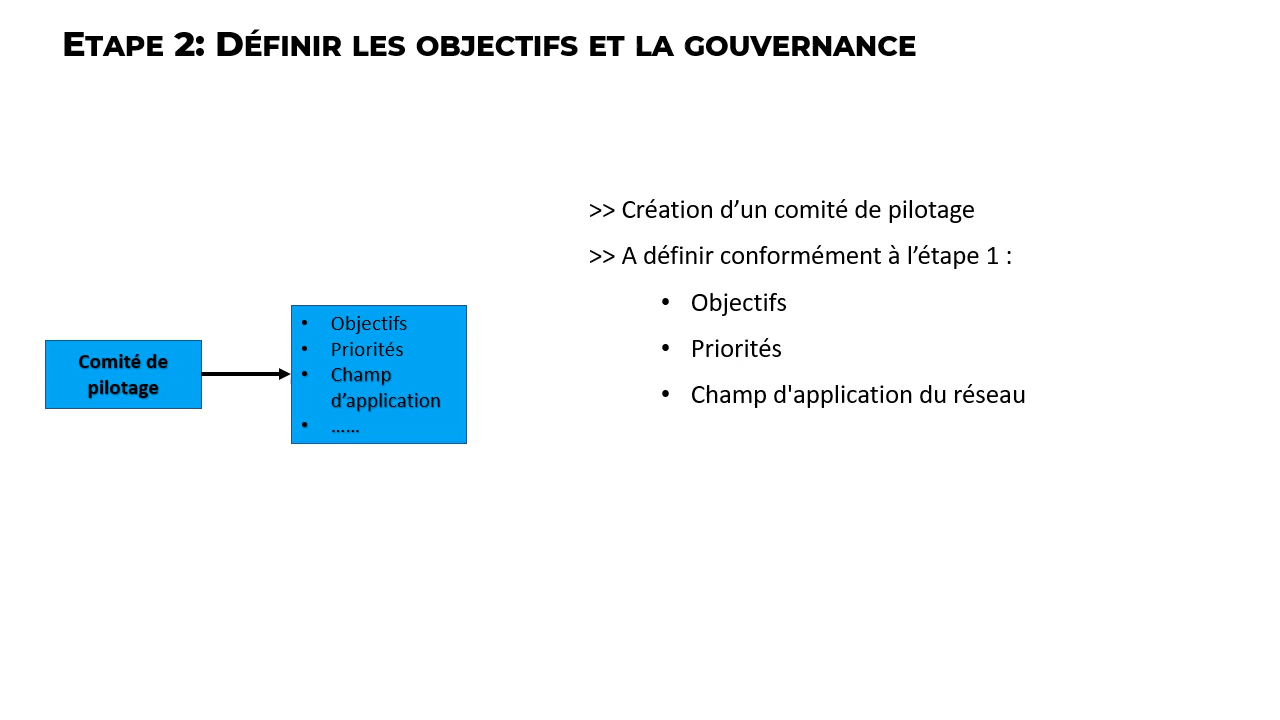 Etape 2: Définir les objectifs et la gouvernance
Comité de
pilotage
• Objectifs
• Priorités
• Champ
d’application
• ……
>> Création d’un comité de pilotage
>> A définir conformément à l’étape 1 :
• Objectifs
• Priorités
• Champ d'application du réseau